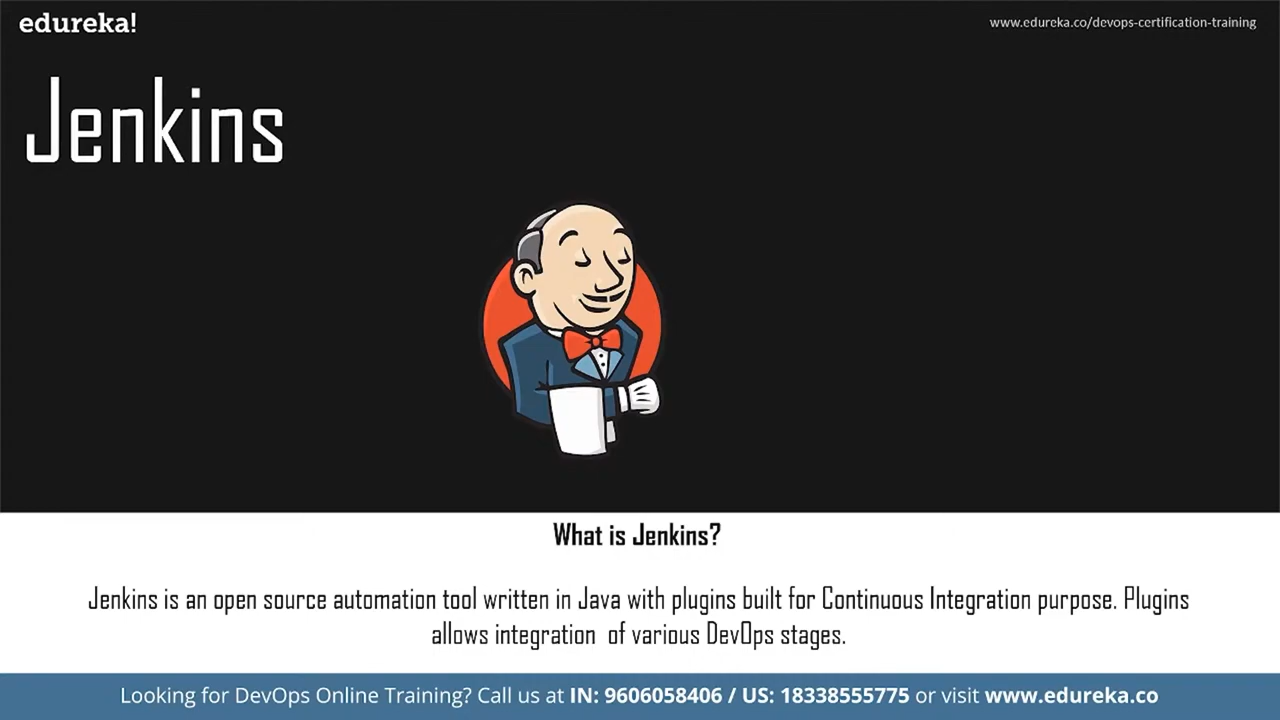 edureka!
www.edureka.co/devops-certification-training
Jenkins
What is Jenkins?
Jenkins is an open source automation tool written in Java with plugins built for Continuous Integration purpose. Plugins
allows integration of various DevOps stages.
Looking for DevOps Online Training? Call us at IN: 9606058406 / US: 18338555775 or visit www.edureka.co